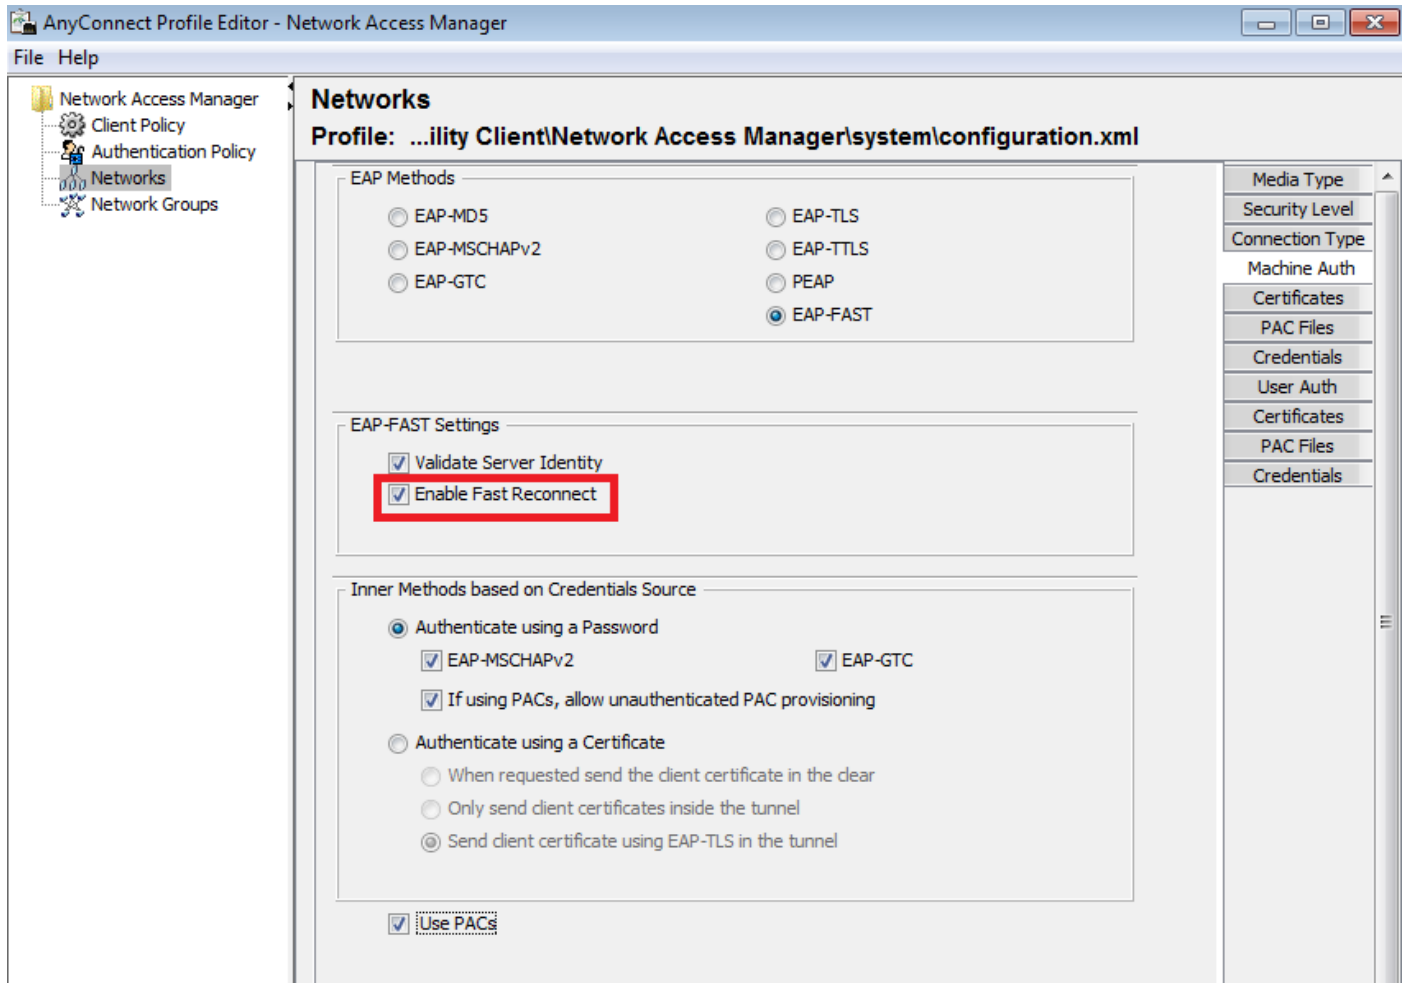 AnyConnect Profile Editor - Network Access Manager
File Help
Network Access Manager
Client Policy
Authentication Policy
Networks
Network Groups
Networks
Profile: ...ility Client\Network Access Manager\system\configuration.xml
EAP Methods
EAP-MD5
EAP-TLS
EAP-MSCHAPv2
EAP-TTLS
EAP-GTC
PEAP
EAP-FAST
EAP-FAST Settings
Validate Server Identity
Enable Fast Reconnect
Inner Methods based on Credentials Source
Authenticate using a Password
EAP-MSCHAPv2
EAP-GTC
If using PACs, allow unauthenticated PAC provisioning
Authenticate using a Certificate
When requested send the client certificate in the clear
Only send client certificates inside the tunnel
Send client certificate using EAP-TLS in the tunnel
Use PACs
Media Type
Security Level
Connection Type
Machine Auth
Certificates
PAC Files
Credentials
User Auth
Certificates
PAC Files
Credentials